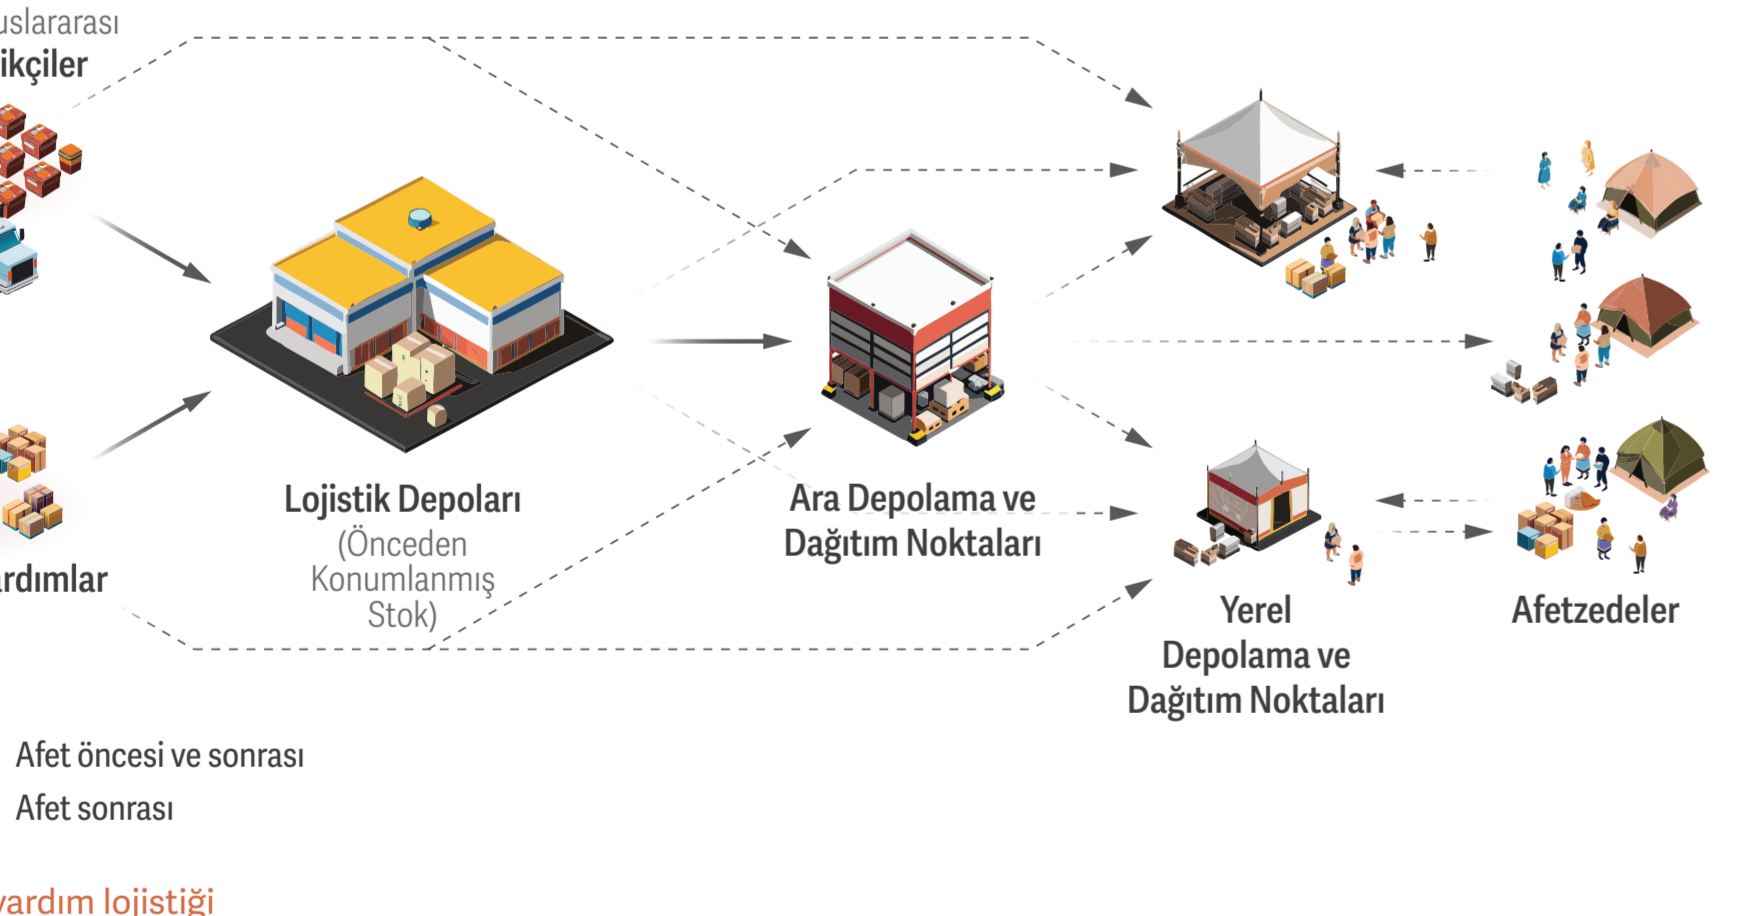 uslararası
ikçiler
Lojistik Depoları
(Önceden
Konumlanmış
Stok)
Ara Depolama ve
Dağıtım Noktaları
ardımlar
Yerel
Depolama ve
Dağıtım Noktaları
Afetzedeler
Afet öncesi ve sonrası
Afet sonrası
yardım lojistiği